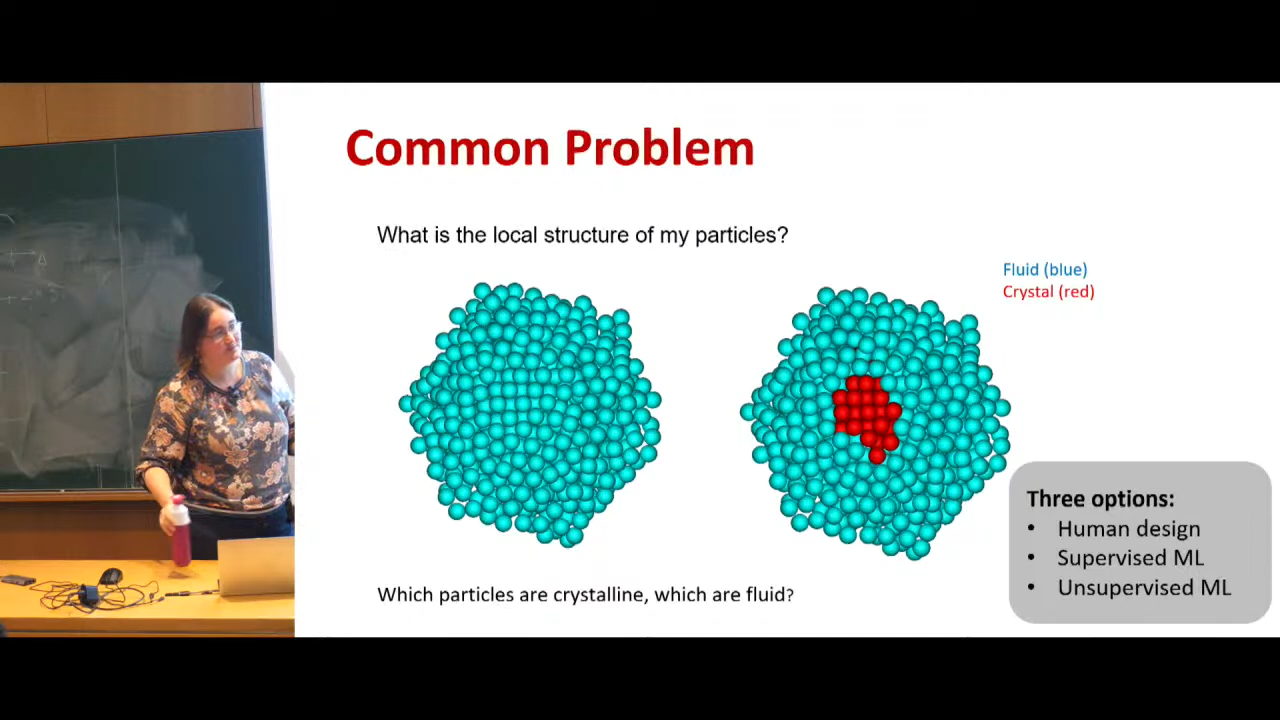 Common Problem
What is the local structure of my particles?
Fluid (blue)
Crystal (red)
Three options:
• Human design
• Supervised ML
• Unsupervised ML
Which particles are crystalline, which are fluid?